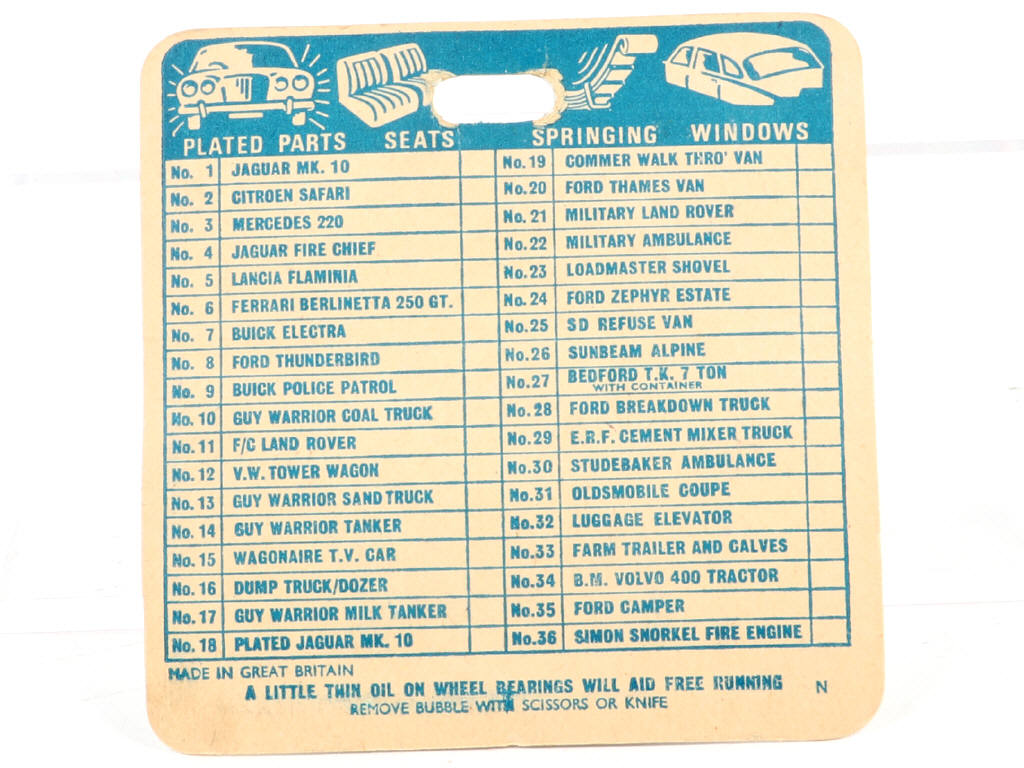 PLATED PARTS SEATS SPRINGING WINDOWS
No. 1 JAGUAR MK. 10
No. 2 CITROEN SAFARI
No. 3 MERCEDES 220
No. 4 JAGUAR FIRE CHIEF
No. 5 LANCIA FLAMINIA
No. 6 FERRARI BERLINETTA 250 GT.
No. 7 BUICK ELECTRA
No. 8 FORD THUNDERBIRD
No. 9 BUICK POLICE PATROL
No. 10 GUY WARRIOR COAL TRUCK
No. 11 F/C LAND ROVER
No. 12 V.W. TOWER WAGON
No. 13 GUY WARRIOR SAND TRUCK
No. 14 GUY WARRIOR TANKER
No. 15 WAGONAIRE T.V. CAR
No. 16 DUMP TRUCK/DOZER
No. 17 GUY WARRIOR MILK TANKER
No. 18 PLATED JAGUAR MK. 10
No. 19 COMMER WALK THRO' VAN
No. 20 FORD THAMES VAN
No. 21 MILITARY LAND ROVER
No. 22 MILITARY AMBULANCE
No. 23 LOADMASTER SHOVEL
No. 24 FORD ZEPHYR ESTATE
No. 25 SD REFUSE VAN
No. 26 SUNBEAM ALPINE
No. 27 BEDFORD T.K. 7 TON
WITH CONTAINER
No. 28 FORD BREAKDOWN TRUCK
No. 29 E.R.F. CEMENT MIXER TRUCK
No. 30 STUDEBAKER AMBULANCE
No. 31 OLDSMOBILE COUPE
No. 32 LUGGAGE ELEVATOR
No. 33 FARM TRAILER AND CALVES
No. 34 B.M. VOLVO 400 TRACTOR
No. 35 FORD CAMPER
No. 36 SIMON SNORKEL FIRE ENGINE
MADE IN GREAT BRITAIN
A LITTLE THIN OIL ON WHEEL BEARINGS WILL AID FREE RUNNING N
REMOVE BUBBLE WITH SCISSORS OR KNIFE